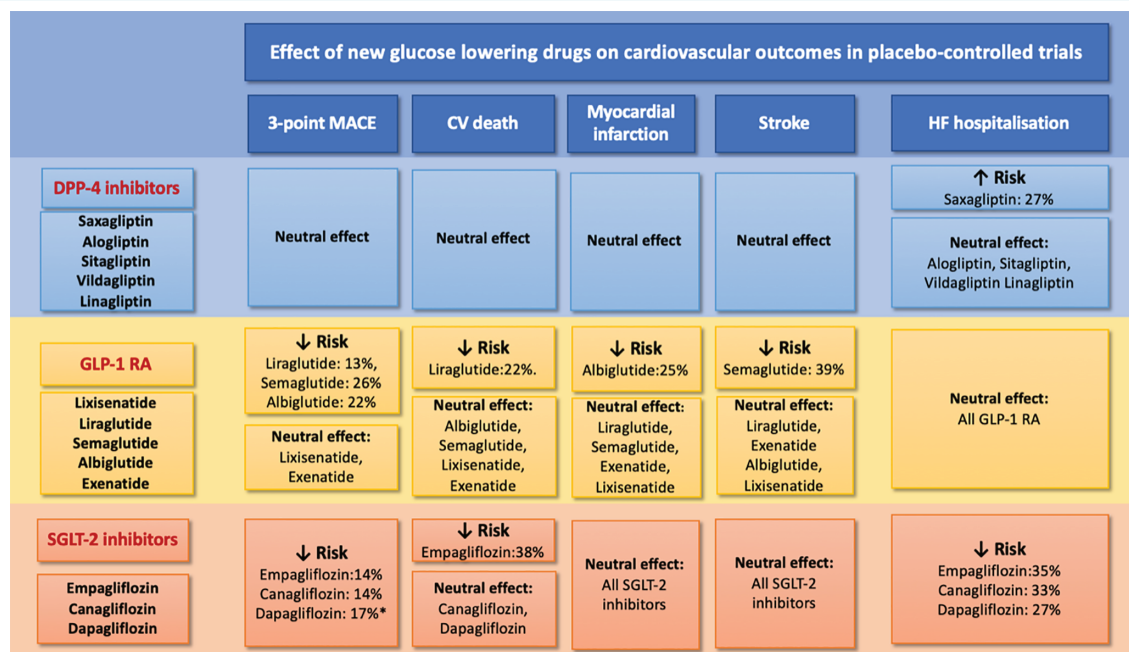 Effect of new glucose lowering drugs on cardiovascular outcomes in placebo-controlled trials
3-point MACE
CV death
Myocardial
infarction
Stroke
HF hospitalisation
DPP-4 inhibitors
Saxagliptin
Alogliptin
Sitagliptin
Vildagliptin
Linagliptin
Neutral effect
Neutral effect
Neutral effect
Neutral effect
↑ Risk
Saxagliptin: 27%
Neutral effect:
Alogliptin, Sitagliptin,
Vildagliptin Linagliptin
GLP-1 RA
Lixisenatide
Liraglutide
Semaglutide
Albiglutide
Exenatide
↓ Risk
Liraglutide: 13%,
Semaglutide: 26%
Albiglutide: 22%
Neutral effect:
Lixisenatide,
Exenatide
↓ Risk
Liraglutide:22%.
Neutral effect:
Albiglutide,
Semaglutide,
Lixisenatide,
Exenatide
↓ Risk
Albiglutide:25%
Neutral effect:
Liraglutide,
Semaglutide,
Exenatide,
Lixisenatide
↓ Risk
Semaglutide: 39%
Neutral effect:
Liraglutide,
Exenatide
Albiglutide,
Lixisenatide
Neutral effect:
All GLP-1 RA
SGLT-2 inhibitors
Empagliflozin
Canagliflozin
Dapagliflozin
↓ Risk
Empagliflozin:14%
Canagliflozin: 14%
Dapagliflozin: 17%*
↓ Risk
Empagliflozin:38%
Neutral effect:
Canagliflozin,
Dapagliflozin
Neutral effect:
All SGLT-2
inhibitors
Neutral effect:
All SGLT-2
inhibitors
↓ Risk
Empagliflozin:35%
Canagliflozin: 33%
Dapagliflozin: 27%